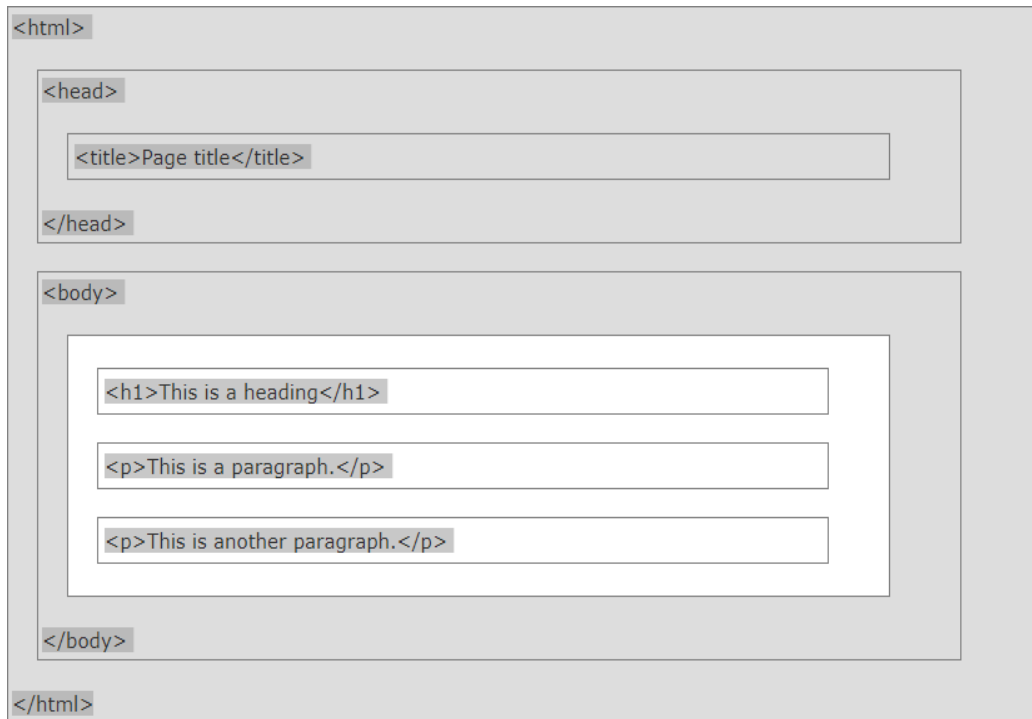 <html>
<head>
<title>Page title</title>
</head>
<body>
<h1>This is a heading</h1>
<p>This is a paragraph.</p>
<p>This is another paragraph.</p>
</body>
</html>